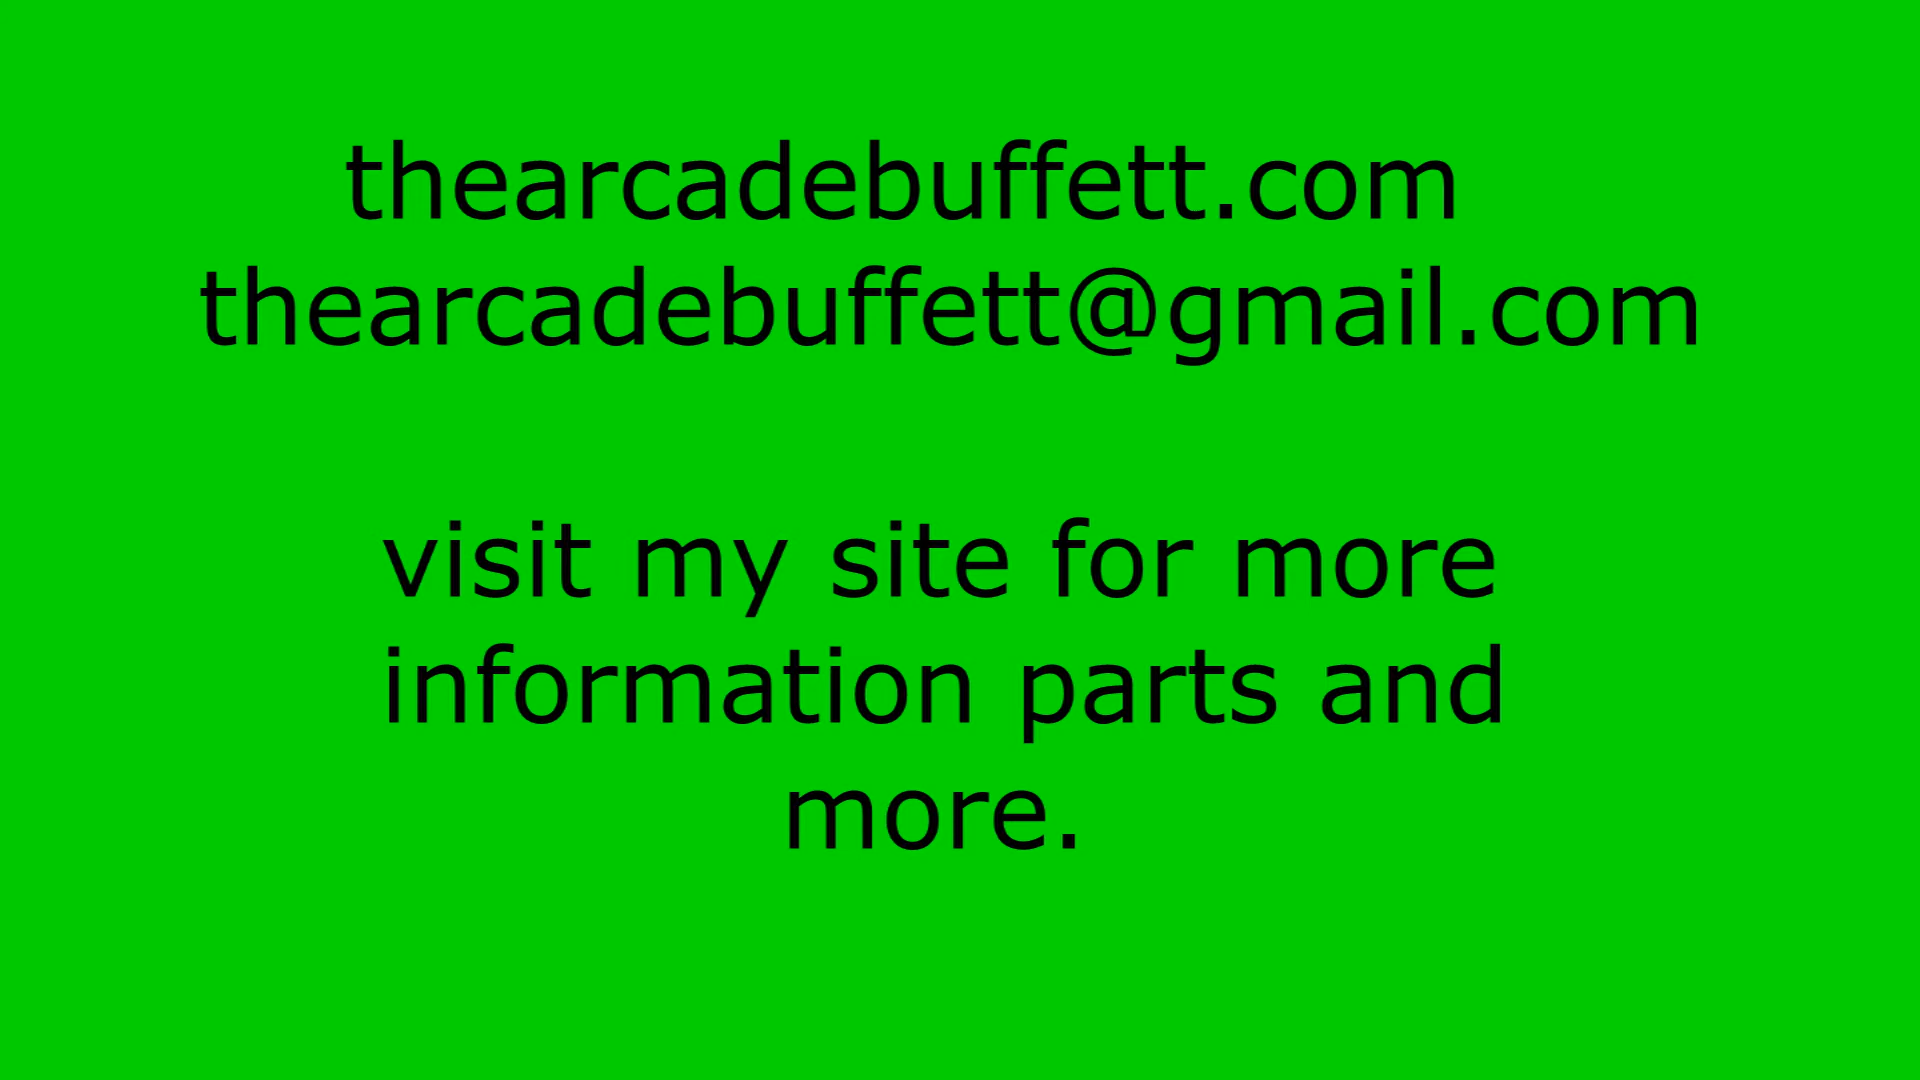 thearcadebuffett.com
thearcadebuffett@gmail.com
visit my site for more
information parts and
more.